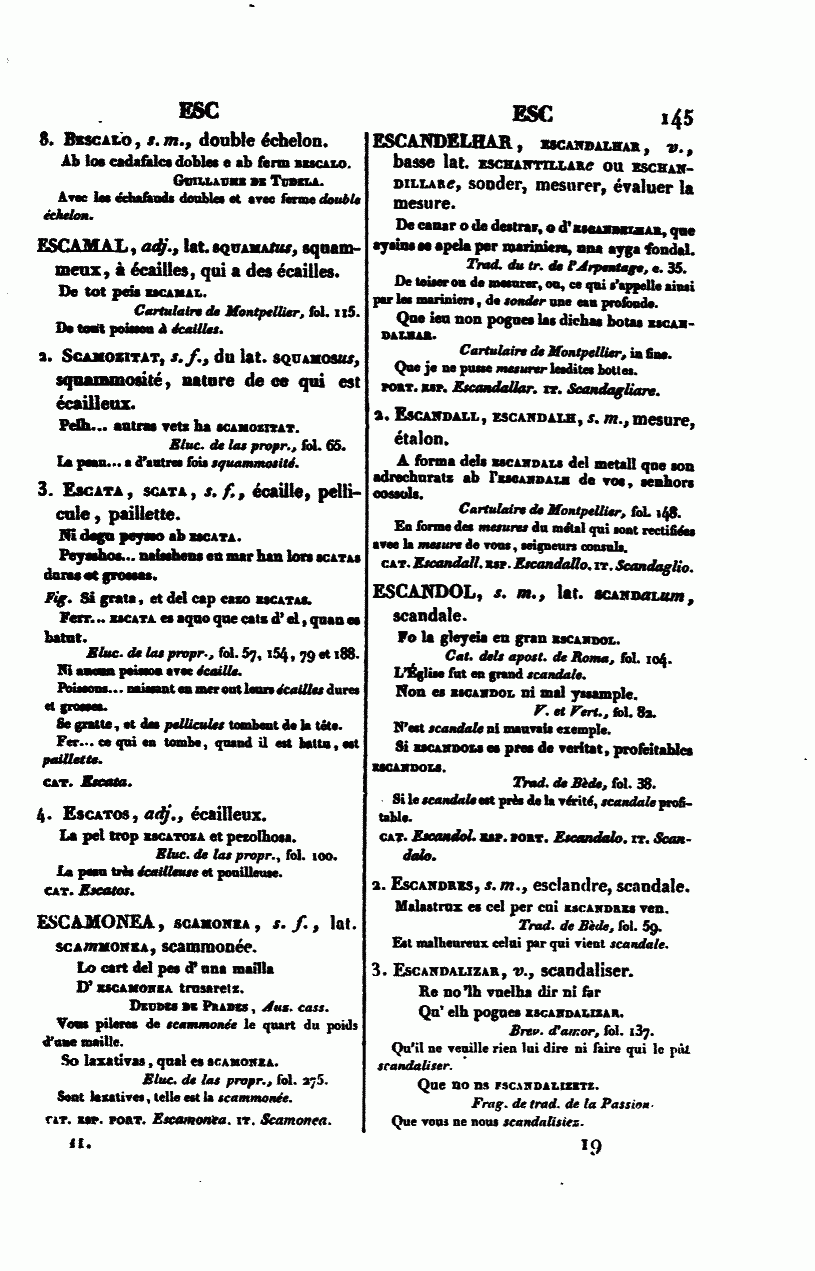 ESC
8. BESCALO, s. m., double échelon.
Ab los cadafalcs dobles e ab ferm BESCALO.
GUILLAUME DE TUDELA.
Avec les échafauds doubles et avec ferme double
échelon.
ESCAMAL, adj., lat. SQUAMAtus, squam-
meux, à écailles, qui a des écailles.
De tot peis ESCAMAL.
Cartulaire de Montpellier, fol. 115.
De tout poisson à écailles.
2. SCAMOZITAT, s. f., du lat. SQUAMOSUS,
squammosité, nature de ce qui est
écailleux.
Pelh... autras vetz ha SCAMOZITAT.
Eluc. de las propr., fol. 65.
La peau... a d'autres fois squammosité.
3. ESCATA, SCATA, s. f., écaille, pelli-
cule, paillette.
Ni degu peysso ab ESCATA.
Peysshos... naisshens en mar han lors SCATAS
duras et grossas.
Fig. Si grata, et del cap cazo ESCATAS.
Ferr... ESCATA es aquo que cats d' el, quan es
batut.
Eluc. de las propr., fol. 57, 154, 79 et 188.
Ni aucun poisson avec écaille.
Poissons... naissant en mer ont leurs écailles dures
et grosses.
Se gratte, et des pellicules tombent de la tête.
Fer... ce qui en tombe, quand il est battu, est
paillette.
CAT. Escata.
4. ESCATOS, adj., écailleux.
La pel trop ESCATOZA et pezolhosa.
Eluc. de las propr., fol. 100.
La peau très écailleuse et pouilleuse.
CAT. Escatos.
ESCAMONEA, SCAMONEA, s. f., lat.
SCAMMONEA, scammonée.
Lo cart del pes d' una mailla
D' ESCAMONEA trusaretz.
DEUDES DE PRADES, Auz. cass.
Vous pilerez de scammonée le quart du poids
d'une maille.
So laxativas, qual es SCAMONEA.
Eluc. de las propr., fol. 275.
Sont laxatives, telle est la scammonée.
CAT. ESP. PORT. Escamonea. IT. Scamonea.
II.
ESC 145
ESCANDELHAR, ESCANDALHAR, v.,
basse lat. ESCHANTILLARe ou ESCHAN-
DILLARe, sonder, mesurer, évaluer la
mesure.
De canar o de destrar, o d' ESCANDELHAR, que
aysins se apela per mariniers, una ayga fondal.
Trad. du tr. de l'Arpentage, c. 35.
De toiser ou de mesurer, ou, ce qui s'appelle ainsi
par les mariniers, de sonder une eau profonde.
Que ieu non pogues las dichas botas ESCAN-
DALHAR.
Cartulaire de Montpellier, in fine.
Que je ne pusse mesurer lesdites bottes.
PORT. ESP. Escandallar. IT. Scandagliare.
2. ESCANDALL, ESCANDALH, s. m., mesure,
étalon.
A forma dels ESCANDALS del metall que son
adrechuratz ab l'ESCANDALH de vos, senhors
cossols.
Cartulaire de Montpellier, fol. 148.
En forme des mesures du métal qui sont rectifiées
avec la mesure de vous, seigneurs consuls.
CAT. Escandall. ESP. Escandallo. IT. Scandaglio.
ESCANDOL, s. m., lat. SCANDALum,
scandale.
Fo la gleyeia en gran ESCANDOL.
Cat. dels apost. de Roma, fol. 104.
L'Église fut en grand scandale.
Non es ESCANDOL ni mal yssample.
V. et Vert., fol. 82.
N'est scandale ni mauvais exemple.
Si ESCANDOLS es pres de veritat, profeitables
ESCANDOLS.
Trad. de Bède, fol. 38.
Si le scandale est près de la vérité, scandale profi-
table.
CAT. Escandol. ESP. PORT. Escandalo. IT. Scan-
dalo.
2. ESCANDRES, s. m., esclandre, scandale.
Malastrux es cel per cui ESCANDRES ven.
Trad. de Bède, fol. 59.
Est malheureux celui par qui vient scandale.
3. ESCANDALIZAR, v., scandaliser.
Re no 'lh vuelha dir ni far
Qu' elh pogues ESCANDALIZAR.
Brev. d'amor, fol. 137.
Qu'il ne veuille rien lui dire ni faire qui le pût
scandaliser.
Que no ns ESCANDALIZETZ.
Frag. de trad. de la Passion.
Que vous ne nous scandalisiez.
19